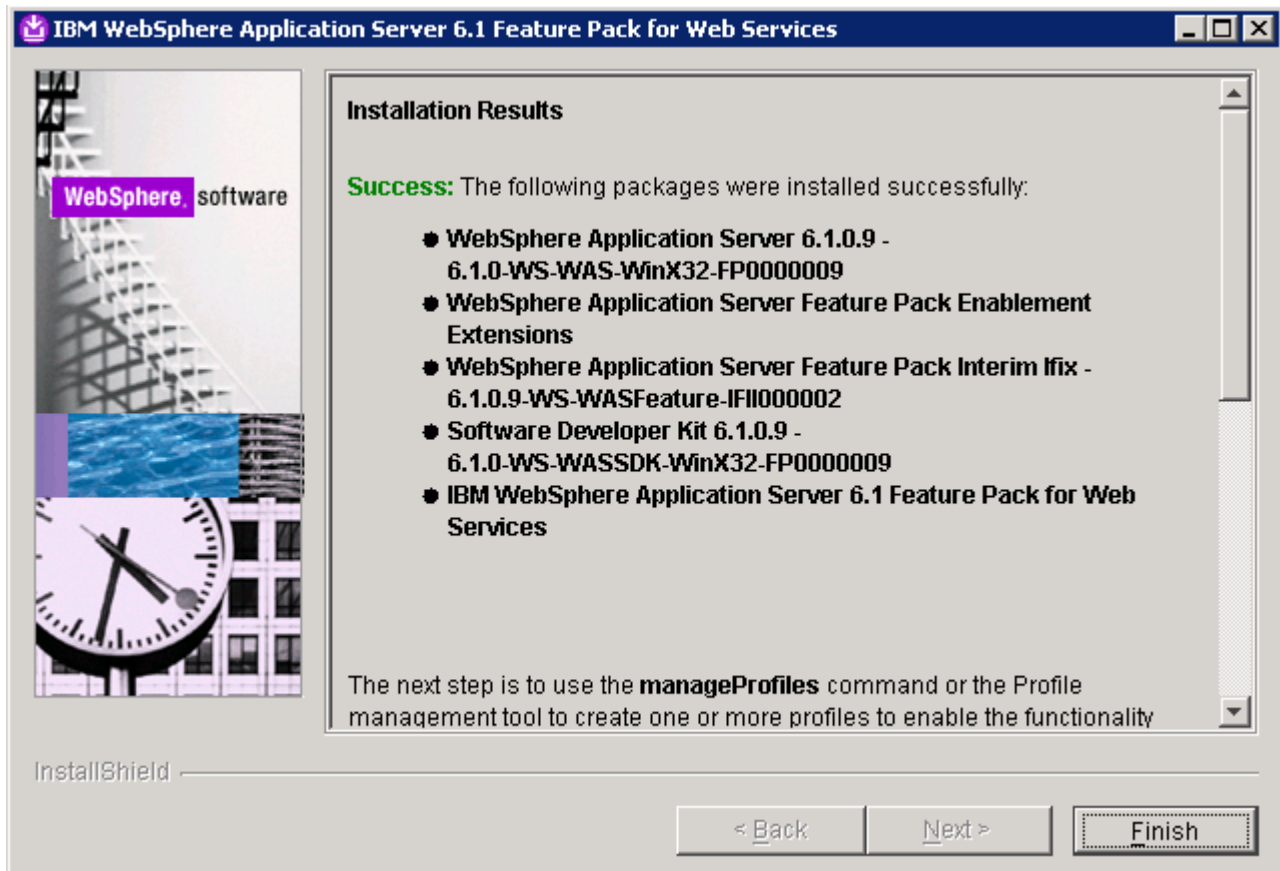 IBM WebSphere Application Server 6.1 Feature Pack for Web Services
WebSphere. software
Installation Results
Success: The following packages were installed successfully:
WebSphere Application Server 6.1.0.9 -
6.1.0-WS-WAS-WinX32-FP0000009
WebSphere Application Server Feature Pack Enablement
Extensions
WebSphere Application Server Feature Pack Interim Ifix -
6.1.0.9-WS-WASFeature-IFII000002
Software Developer Kit 6.1.0.9 -
6.1.0-WS-WASSDK-WinX32-FP0000009
IBM WebSphere Application Server 6.1 Feature Pack for Web
Services
The next step is to use the manageProfiles command or the Profile
management tool to create one or more profiles to enable the functionality
InstallShield
< Back
Next >
Finish